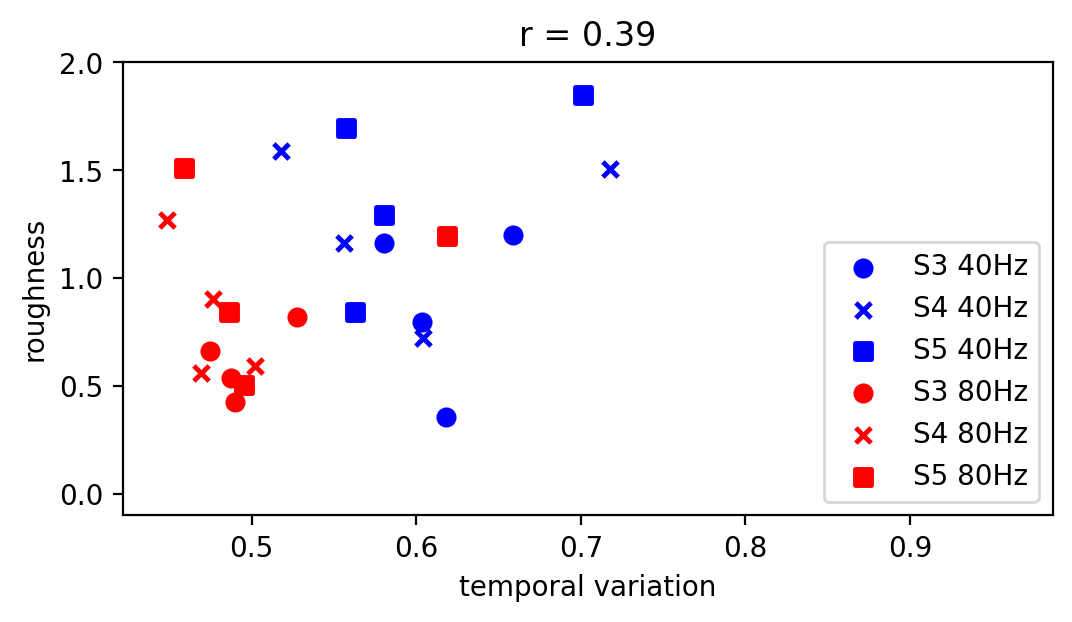 r = 0.39
2.0
1.5
1.0
0.5
0.0
roughness
0.5 0.6 0.7 0.8 0.9
temporal variation
S3 40Hz
S4 40Hz
S5 40Hz
S3 80Hz
S4 80Hz
S5 80Hz